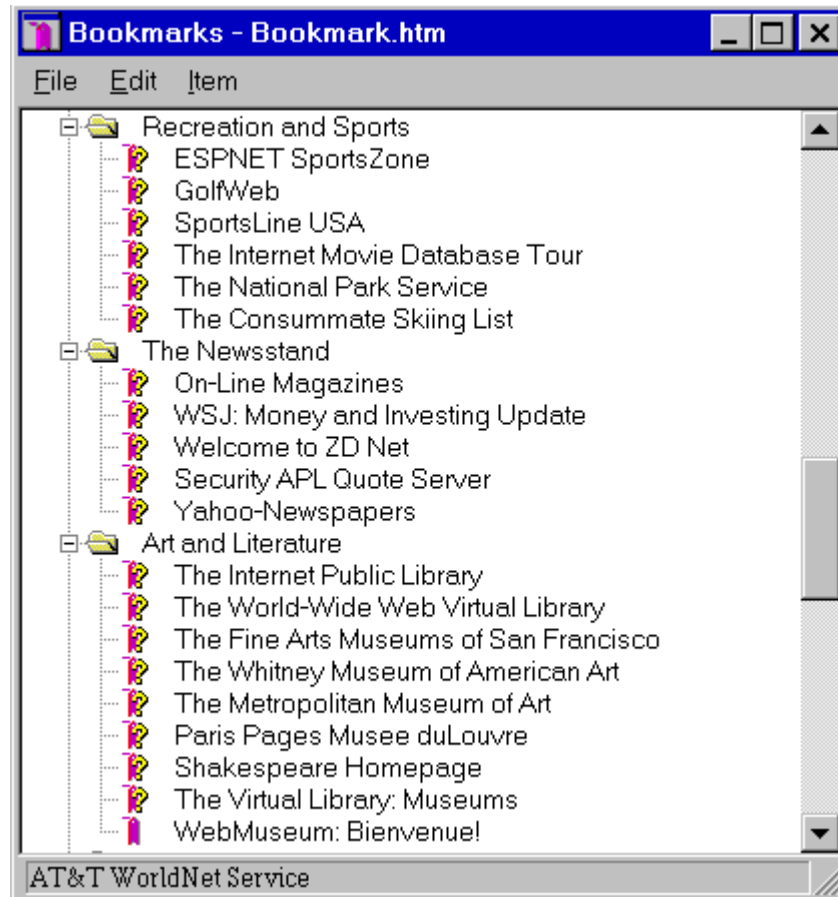 Bookmarks - Bookmark.htm
File Edit Item
Recreation and Sports
ESPNET SportsZone
GolfWeb
SportsLine USA
The Internet Movie Database Tour
The National Park Service
The Consummate Skiing List
The Newsstand
On-Line Magazines
WSJ: Money and Investing Update
Welcome to ZD Net
Security APL Quote Server
Yahoo-Newspapers
Art and Literature
The Internet Public Library
The World-Wide Web Virtual Library
The Fine Arts Museums of San Francisco
The Whitney Museum of American Art
The Metropolitan Museum of Art
Paris Pages Musee duLouvre
Shakespeare Homepage
The Virtual Library: Museums
WebMuseum: Bienvenue!
AT&T WorldNet Service